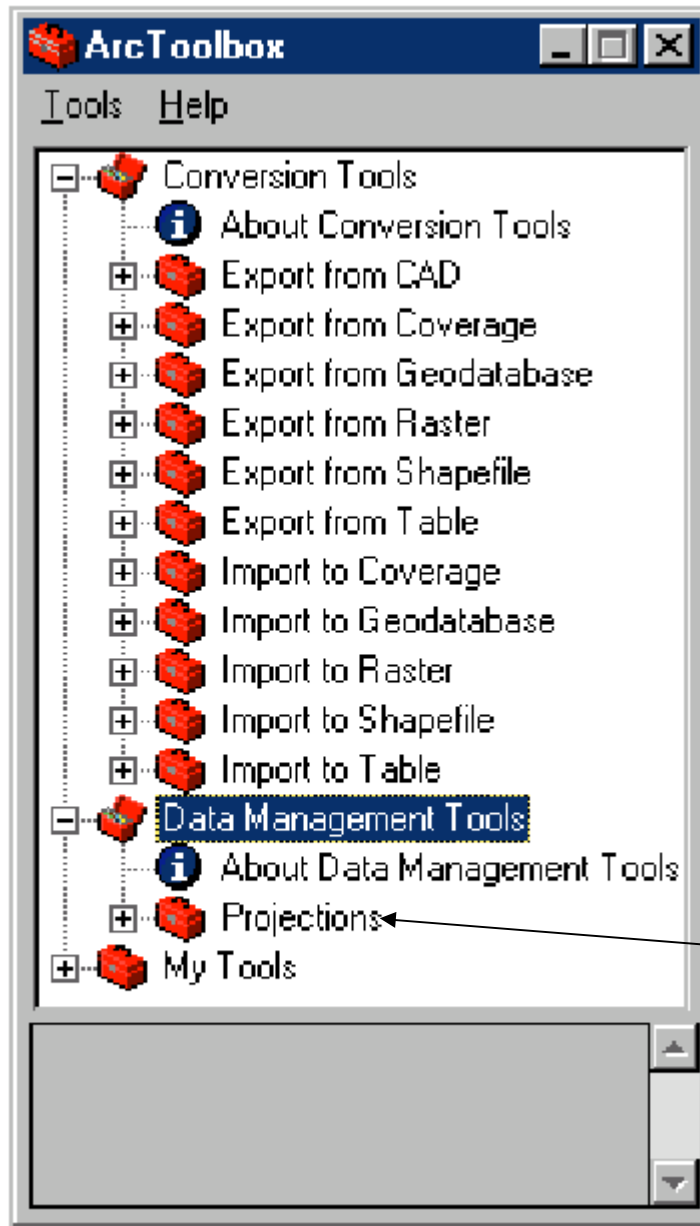 ArcToolbox
Tools Help
Conversion Tools
About Conversion Tools
Export from CAD
Export from Coverage
Export from Geodatabase
Export from Raster
Export from Shapefile
Export from Table
Import to Coverage
Import to Geodatabase
Import to Raster
Import to Shapefile
Import to Table
Data Management Tools
About Data Management Tools
Projections
My Tools